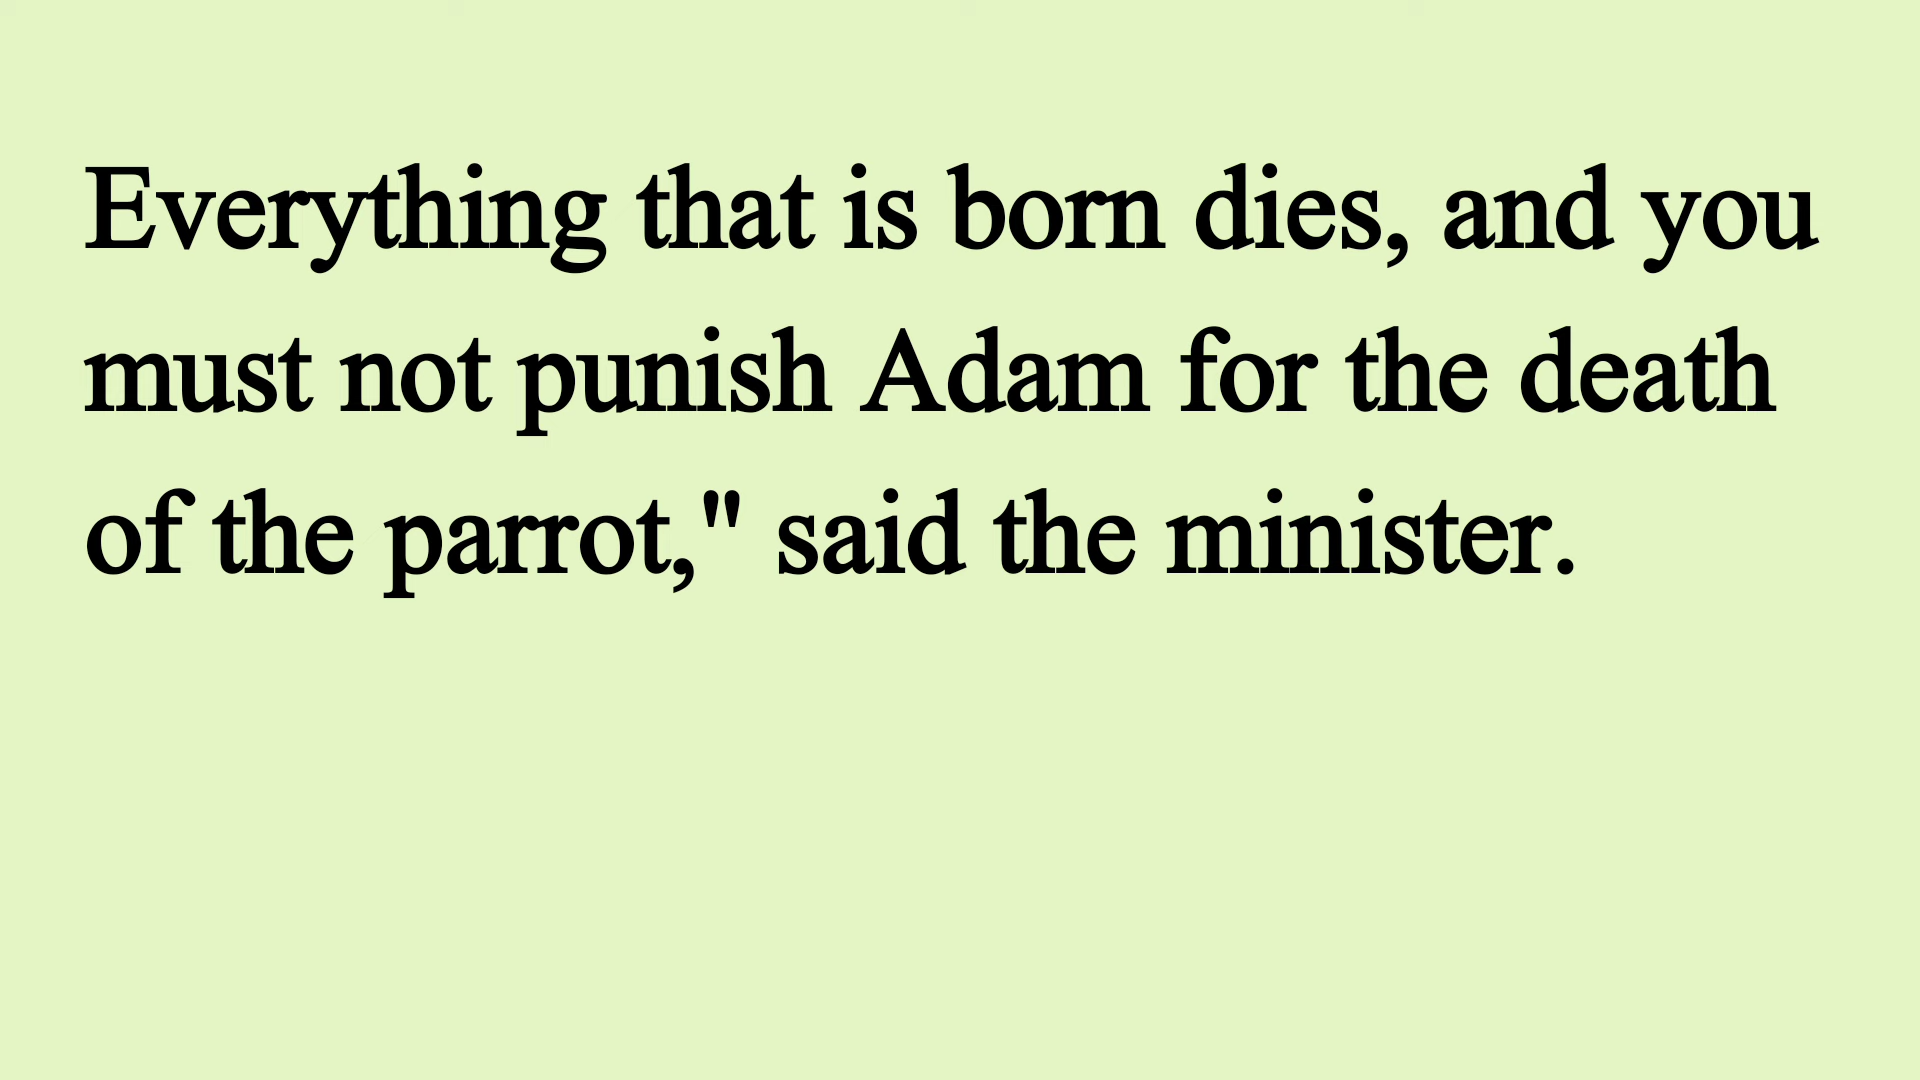 Everything that is born dies, and you
must not punish Adam for the death
of the parrot," said the minister.